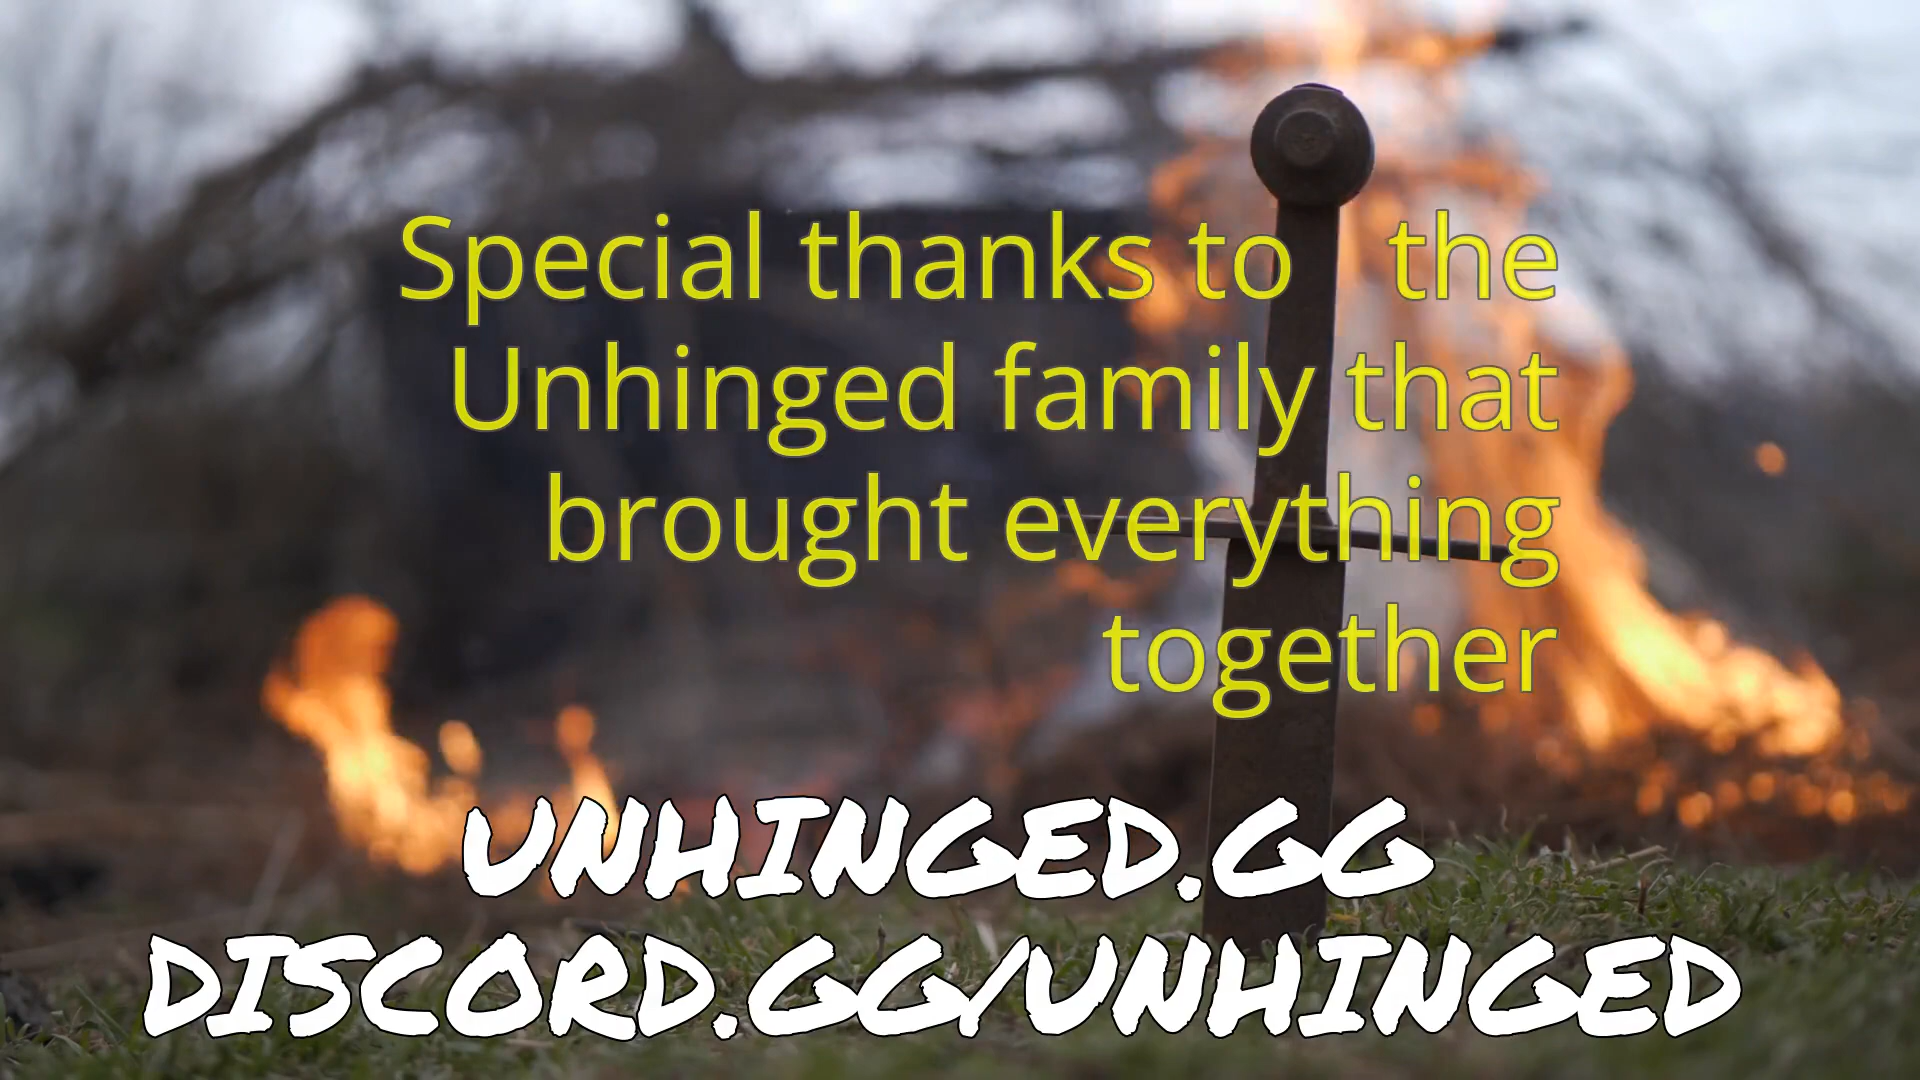 Special thanks to the
Unhinged family that
brought everything
together
UNHINGED.GG
DISCORD.GG/UNHINGED